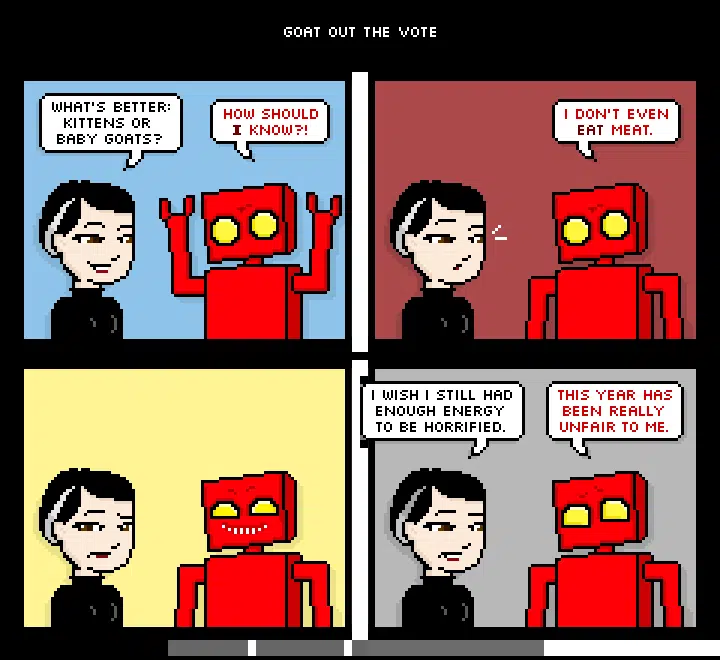 GOAT OUT THE VOTE
WHAT'S BETTER:
KITTENS OR
BABY GOATS?
HOW SHOULD
I KNOW?!
I DON'T EVEN
EAT MEAT.
I WISH I STILL HAD
ENOUGH ENERGY
TO BE HORRIFIED.
THIS YEAR HAS
BEEN REALLY
UNFAIR TO ME.